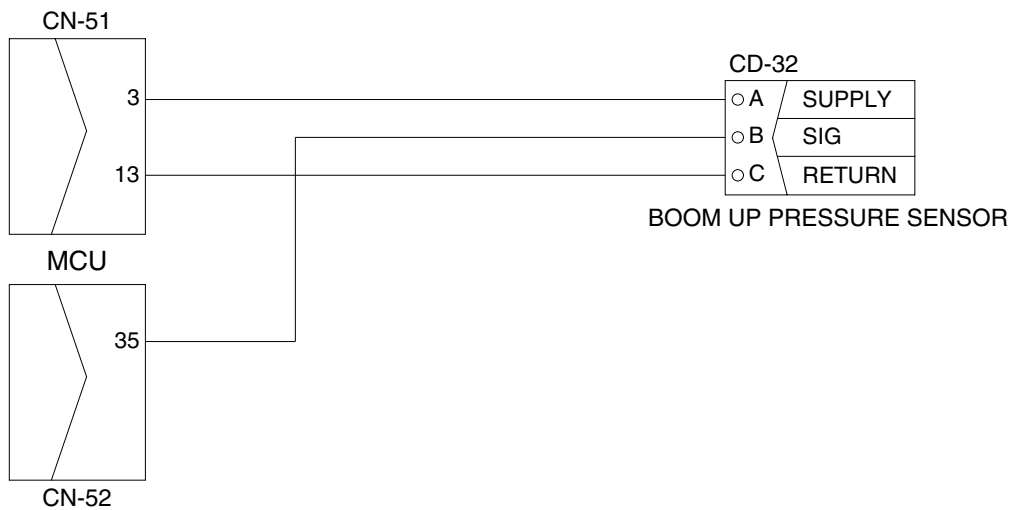 CN-51
3
13
MCU
35
CN-52
CD-32
A SUPPLY
B SIG
C RETURN
BOOM UP PRESSURE SENSOR